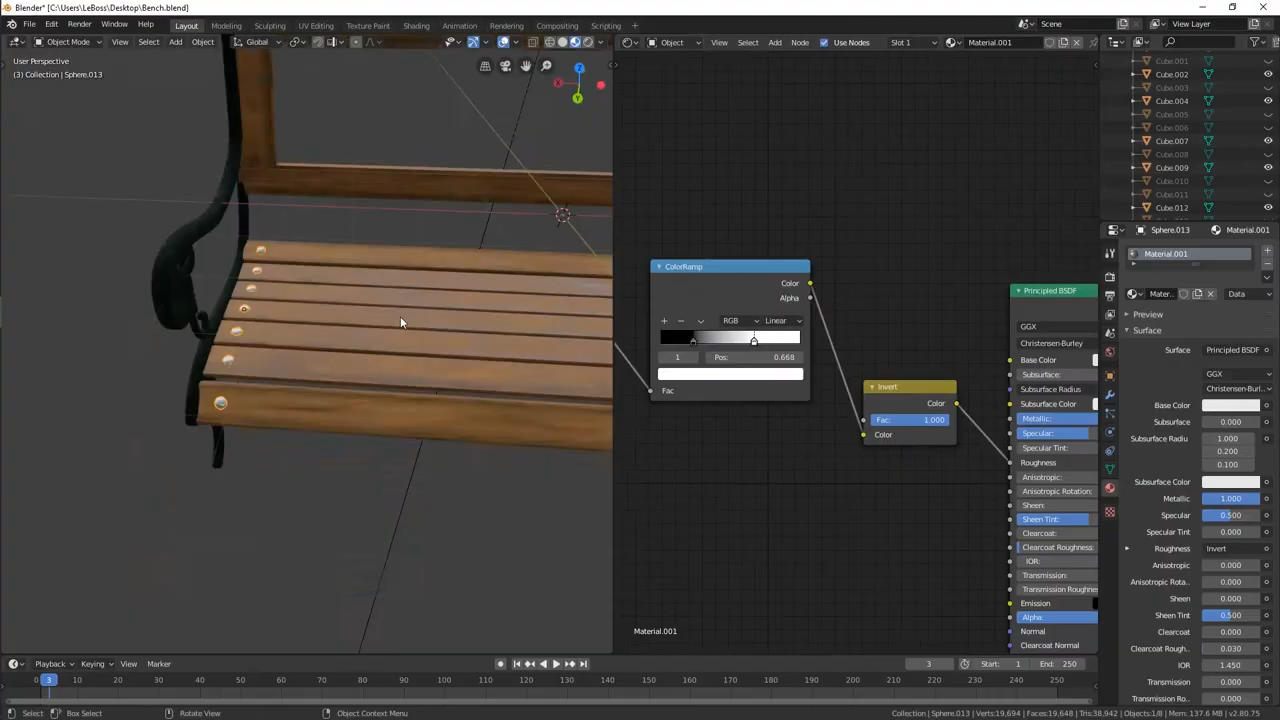 Blender* [C:\Users\LeBoss\Desktop\Bench.blend]
File Edit Render Window Help Layout Modeling Sculpting UV Editing Texture Paint Shading Animation Rendering Compositing Scripting Scene View Layer
Object Mode View Select Add Object Global Object View Select Add Node Use Nodes Slot 1 Material.001
User Perspective
(3) Collection | Sphere.013
Z
X
Y
Cube.001
Cube.002
Cube.003
Cube.004
Cube.005
Cube.006
Cube.007
Cube.008
Cube.009
Cube.010
Cube.011
Cube.012
ColorRamp
Color
Alpha
RGB Linear
1 Pos: 0.668
Fac
Invert
Color
Fac: 1.000
Color
Principled BSDF
GGX
Christensen-Burley
Base Color
Subsurface:
Subsurface Radius
Subsurface Color
Metallic:
Specular:
Specular Tint:
Roughness
Anisotropic:
Anisotropic Rotation:
Sheen:
Sheen Tint:
Clearcoat:
Clearcoat Roughness:
IOR:
Transmission:
Transmission Roughnes
Emission
Alpha:
Normal
Clearcoat Normal
Material.001
Sphere.013 Material.001
Material.001
Mater.. Data
Preview
Surface
Surface Principled BSDF
GGX
Christensen-Burl..
Base Color
Subsurface 0.000
Subsurface Radiu 1.000
0.200
0.100
Subsurface Color
Metallic 1.000
Specular 0.500
Specular Tint 0.000
Roughness Invert
Anisotropic 0.000
Anisotropic Rota.. 0.000
Sheen 0.000
Sheen Tint 0.500
Clearcoat 0.000
Clearcoat Rough.. 0.030
IOR 1.450
Transmission 0.000
Transmission Ro.. 0.000
Playback Keying View Marker 3 Start: 1 End: 250
0 3 10 20 30 40 50 60 70 80 90 100 110 120 130 140 150 160 170 180 190 200 210 220 230 240 250
Select Box Select Rotate View Object Context Menu Collection | Sphere.013 | Verts:19,694 | Faces:19,648 | Tris:38,942 | Objects:1/8 | Mem: 137.6 MB | v2.80.75